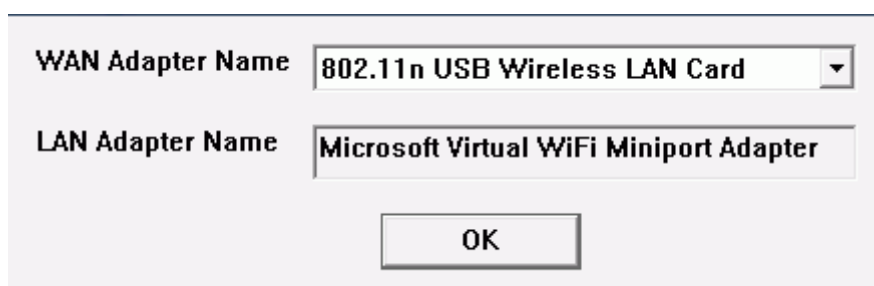 WAN Adapter Name 802.11n USB Wireless LAN Card
LAN Adapter Name Microsoft Virtual WiFi Miniport Adapter
OK